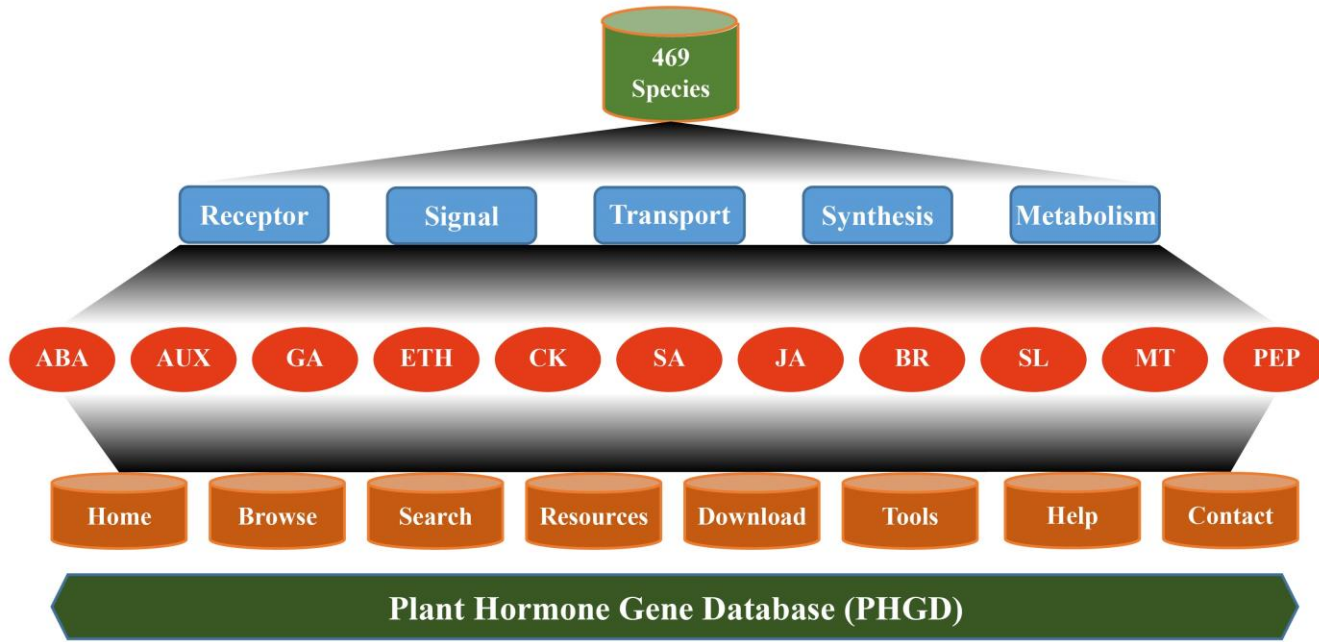 469
Species
Receptor
Signal
Transport
Synthesis
Metabolism
ABA
AUX
GA
ETH
CK
SA
JA
BR
SL
MT
PEP
Home
Browse
Search
Resources
Download
Tools
Help
Contact
Plant Hormone Gene Database (PHGD)